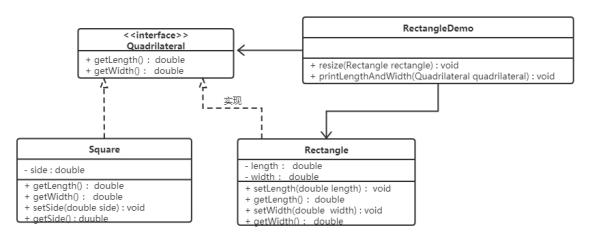 <<interface>>
Quadrilateral
+ getLength() : double
+ getWidth() : double
RectangleDemo
+ resize(Rectangle rectangle) : void
+ printLengthAndWidth(Quadrilateral quadrilateral) : void
实现
Square
- side : double
+ getLength() : double
+ getWidth() : double
+ setSide(double side) : void
+ getSide() : duuble
Rectangle
- length : double
- width : double
+ setLength(double length) : void
+ getLength() : double
+ setWidth(double width) : void
+ getWidth() : double